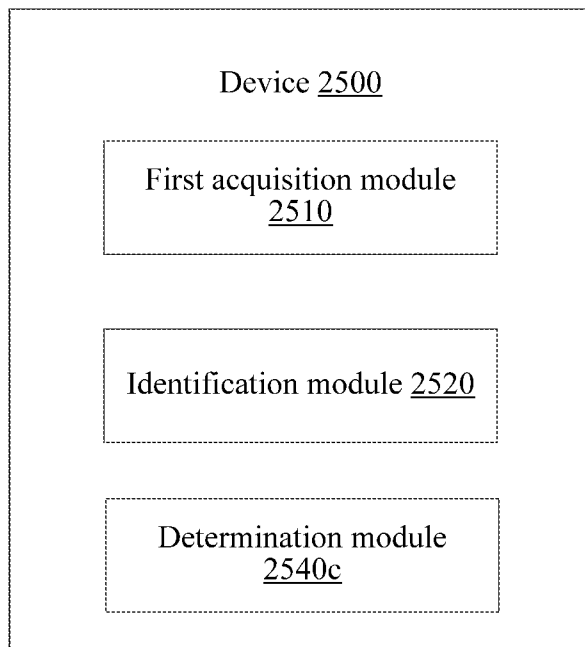 Device 2500
First acquisition module
2510
Identification module 2520
Determination module
2540c